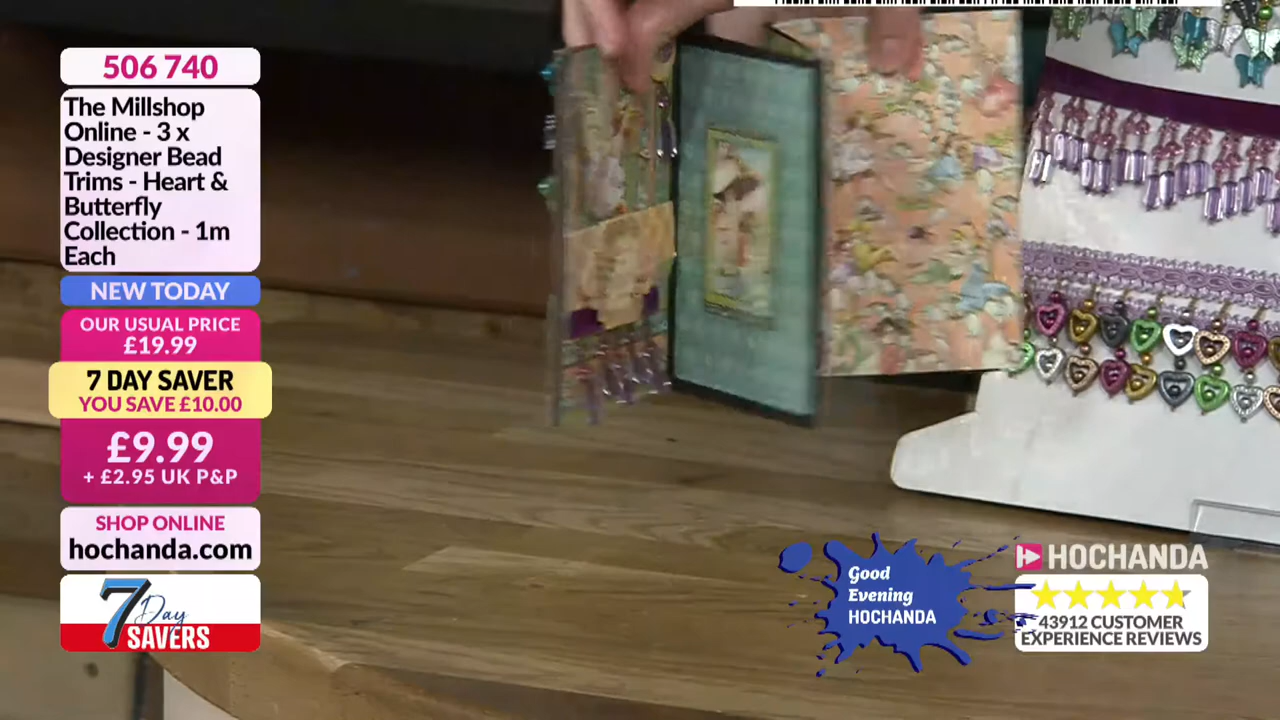 506 740
The Millshop
Online - 3 x
Designer Bead
Trims - Heart &
Butterfly
Collection - 1m
Each
NEW TODAY
OUR USUAL PRICE
£19.99
7 DAY SAVER
YOU SAVE £10.00
£9.99
+ £2.95 UK P&P
SHOP ONLINE
hochanda.com
7 Day
SAVERS
Good
Evening
HOCHANDA
HOCHANDA
43912 CUSTOMER
EXPERIENCE REVIEWS